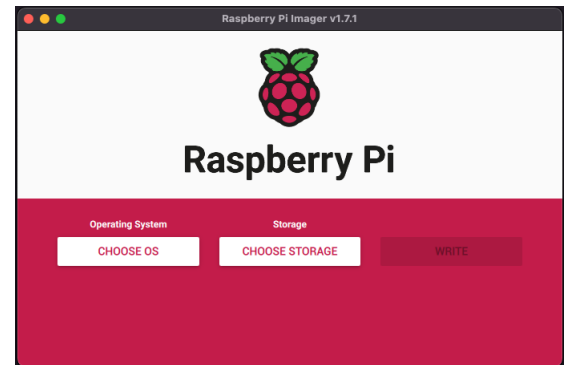 Raspberry Pi Imager v1.7.1
Raspberry Pi
Operating System
Storage
CHOOSE OS
CHOOSE STORAGE
WRITE